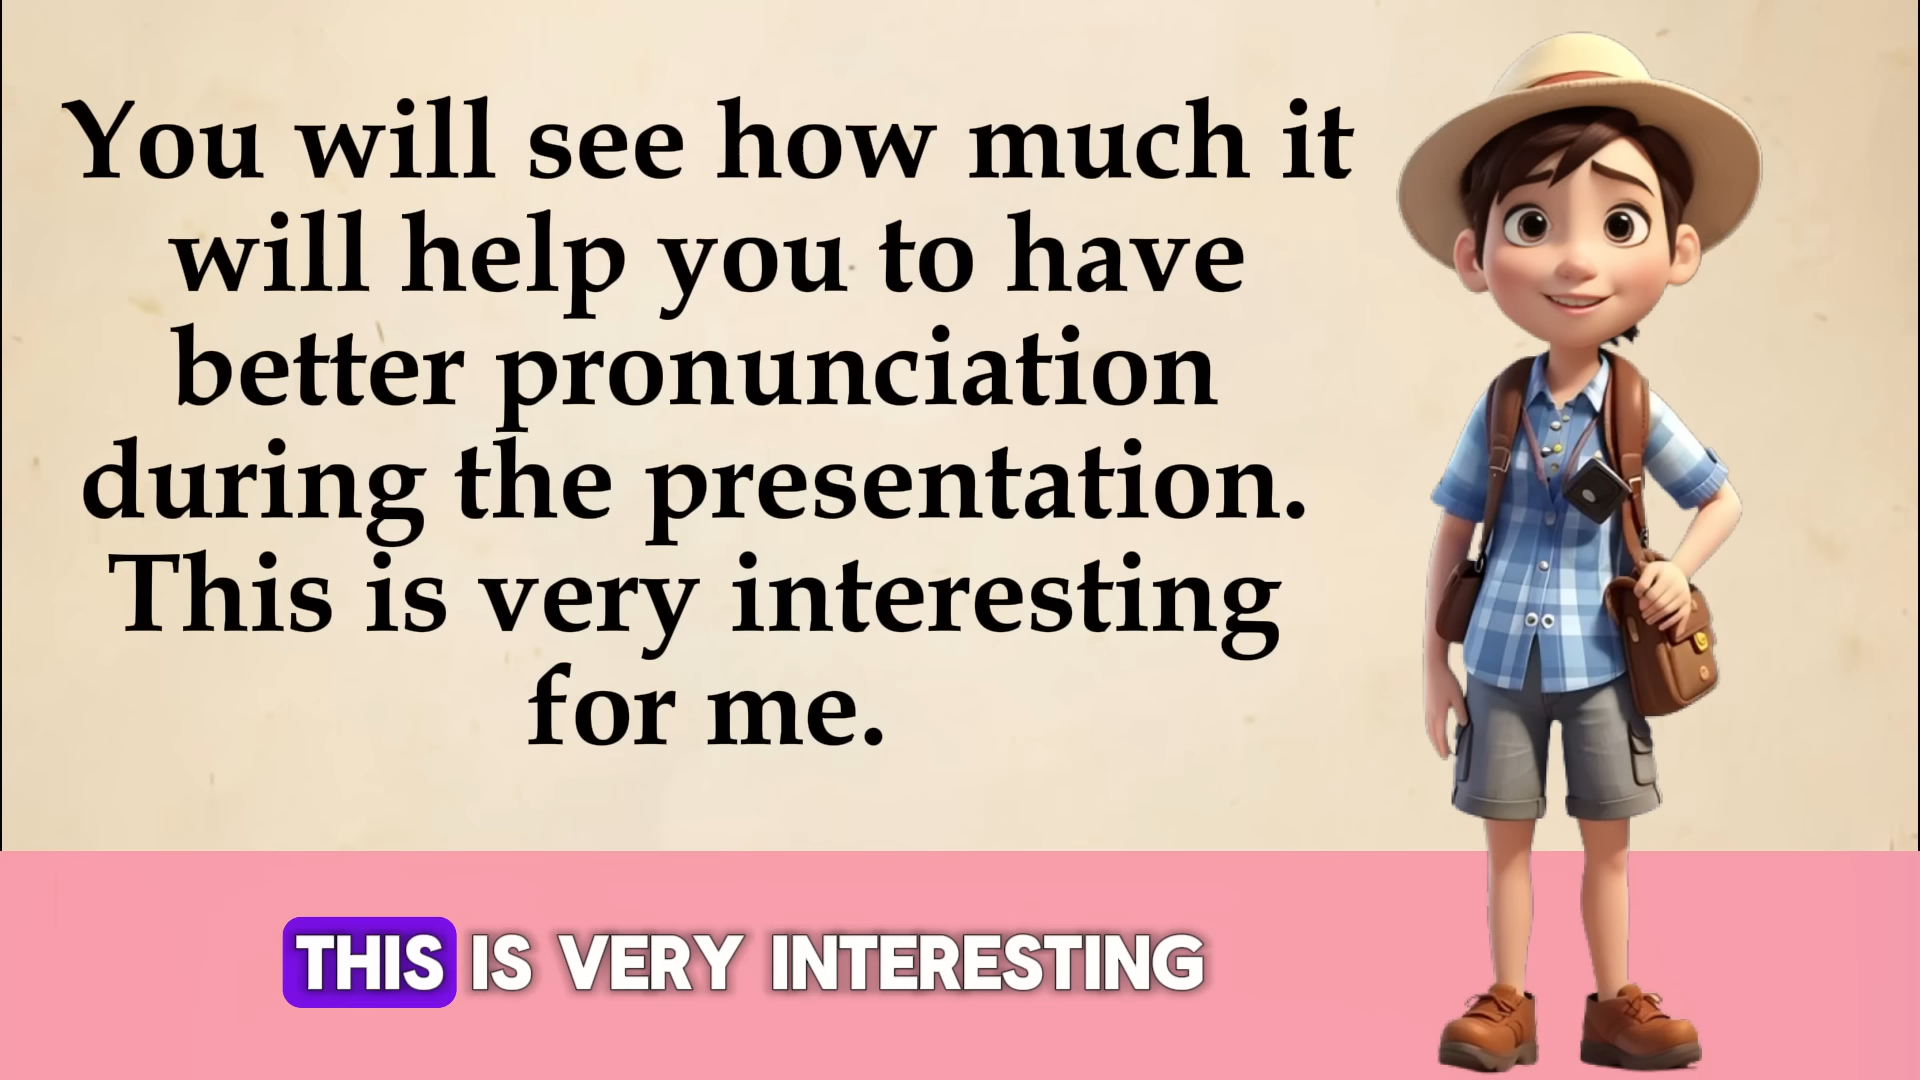 You will see how much it
will help you to have
better pronunciation
during the presentation.
This is very interesting
for me.
THIS IS VERY INTERESTING